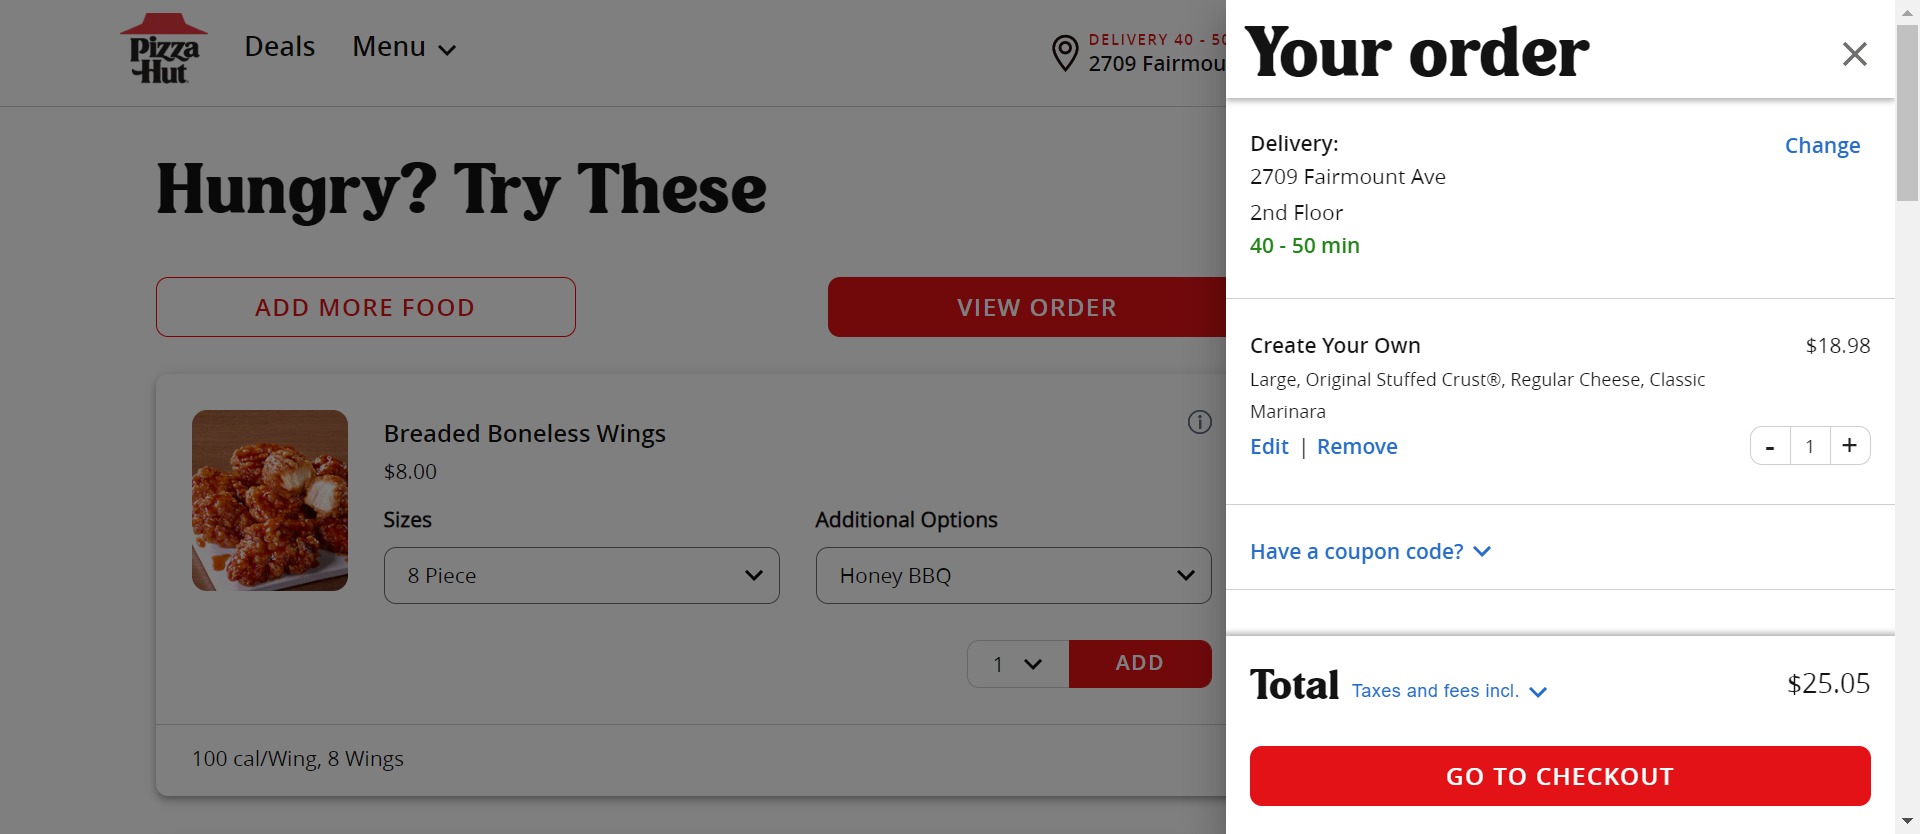 Pizza
Hut
Deals
Menu
DELIVERY 40 - 50
2709 Fairmou
Hungry? Try These
ADD MORE FOOD
VIEW ORDER
Breaded Boneless Wings
$8.00
Sizes
Additional Options
8 Piece
Honey BBQ
1
ADD
100 cal/Wing, 8 Wings
Your order
Delivery:
Change
2709 Fairmount Ave
2nd Floor
40 - 50 min
Create Your Own
$18.98
Large, Original Stuffed Crust®, Regular Cheese, Classic
Marinara
Edit | Remove
- 1 +
Have a coupon code?
Total Taxes and fees incl.
$25.05
GO TO CHECKOUT